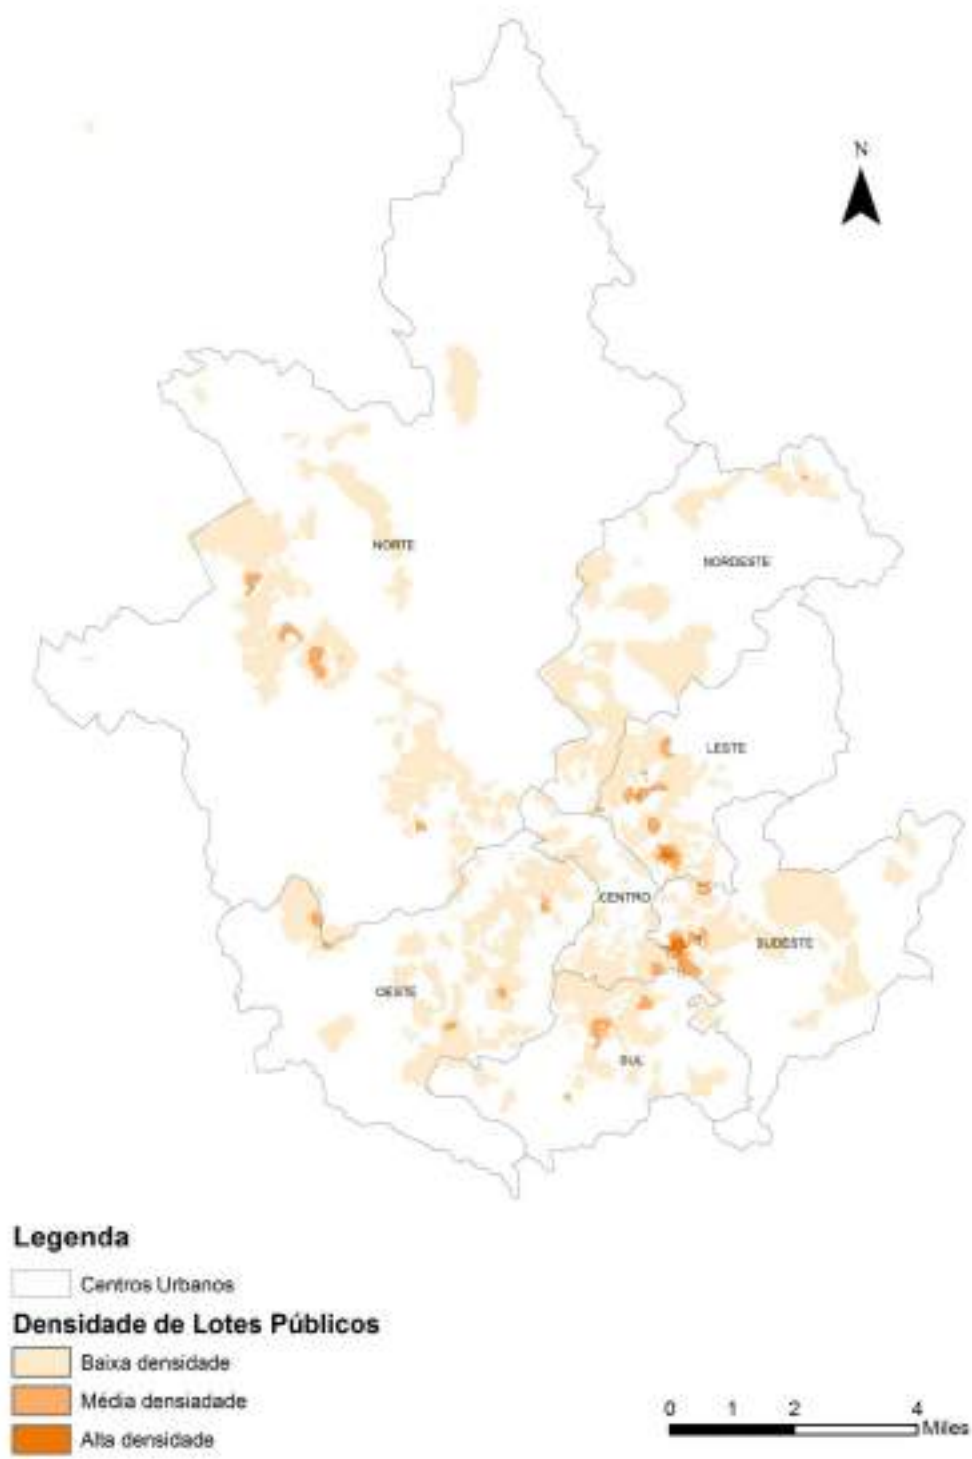 N
NORTE
NORDESTE
LESTE
CENTRO
SUDESTE
OESTE
SUL
Legenda
Centros Urbanos
Densidade de Lotes Públicos
Baixa densidade
Média densiadade
Alta densidade
0 1 2 4
Miles